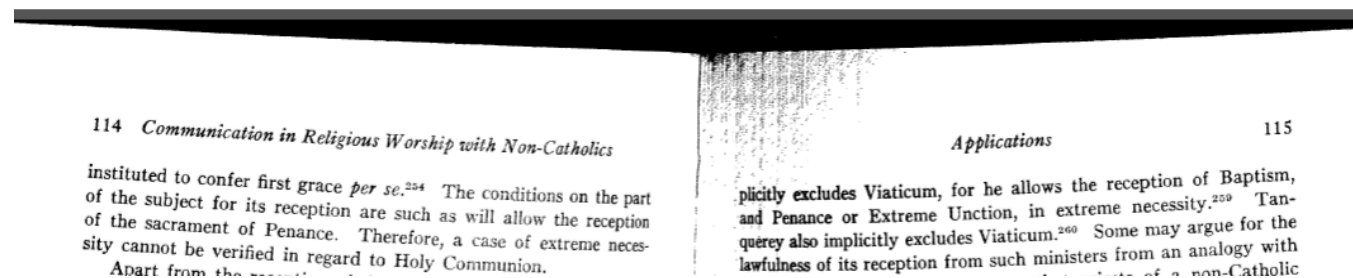 114 Communication in Religious Worship with Non-Catholics
instituted to confer first grace per se.²⁵⁴ The conditions on the part
of the subject for its reception are such as will allow the reception
of the sacrament of Penance. Therefore, a case of extreme neces-
sity cannot be verified in regard to Holy Communion.
Apart from the
Applications 115
plicitly excludes Viaticum, for he allows the reception of Baptism,
and Penance or Extreme Unction, in extreme necessity.²⁵⁹ Tan-
querey also implicitly excludes Viaticum.²⁶⁰ Some may argue for the
lawfulness of its reception from such ministers from an analogy with
of a non-Catholic